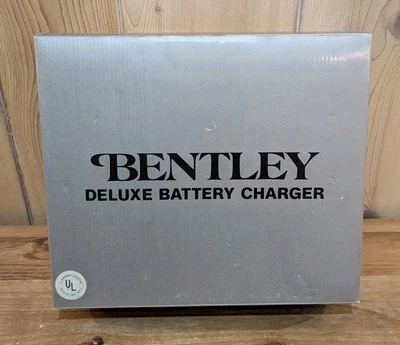 BENTLEY
DELUXE BATTERY CHARGER
UL